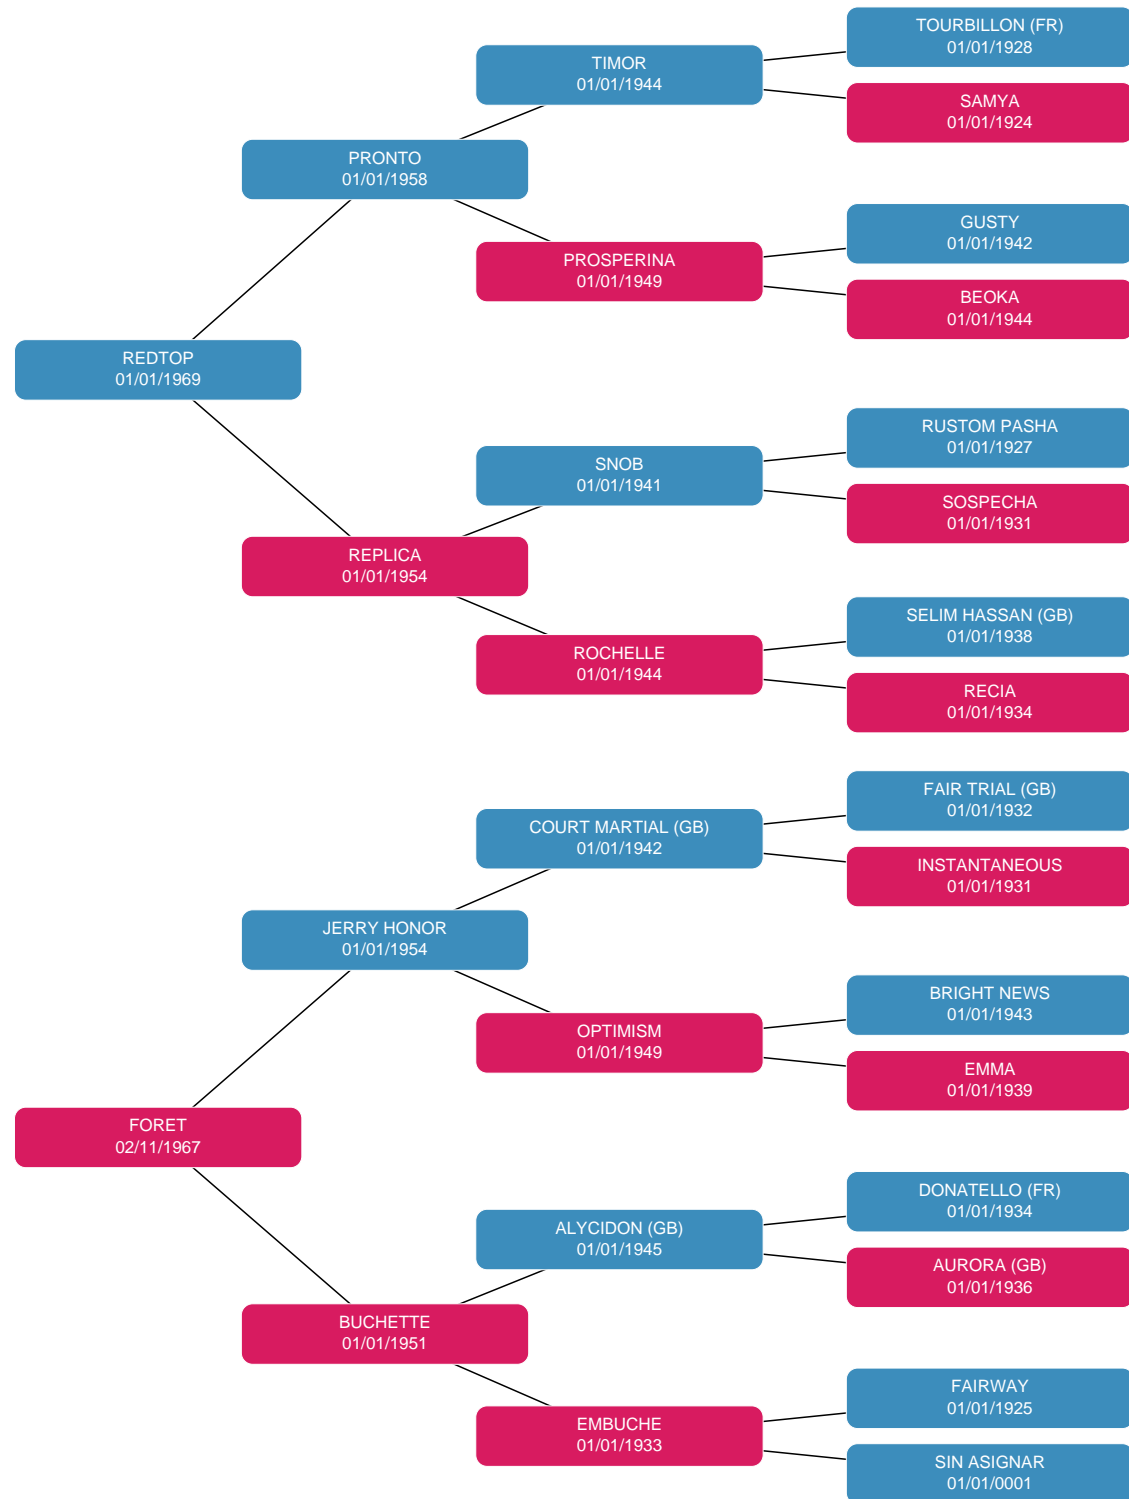 TOURBILLON (FR)
01/01/1928
TIMOR
01/01/1944
SAMYA
01/01/1924
PRONTO
01/01/1958
GUSTY
01/01/1942
PROSPERINA
01/01/1949
BEOKA
01/01/1944
REDTOP
01/01/1969
RUSTOM PASHA
01/01/1927
SNOB
01/01/1941
SOSPECHA
01/01/1931
REPLICA
01/01/1954
SELIM HASSAN (GB)
01/01/1938
ROCHELLE
01/01/1944
RECIA
01/01/1934
FAIR TRIAL (GB)
01/01/1932
COURT MARTIAL (GB)
01/01/1942
INSTANTANEOUS
01/01/1931
JERRY HONOR
01/01/1954
BRIGHT NEWS
01/01/1943
OPTIMISM
01/01/1949
EMMA
01/01/1939
FORET
02/11/1967
DONATELLO (FR)
01/01/1934
ALYCIDON (GB)
01/01/1945
AURORA (GB)
01/01/1936
BUCHETTE
01/01/1951
FAIRWAY
01/01/1925
EMBUCHE
01/01/1933
SIN ASIGNAR
01/01/0001